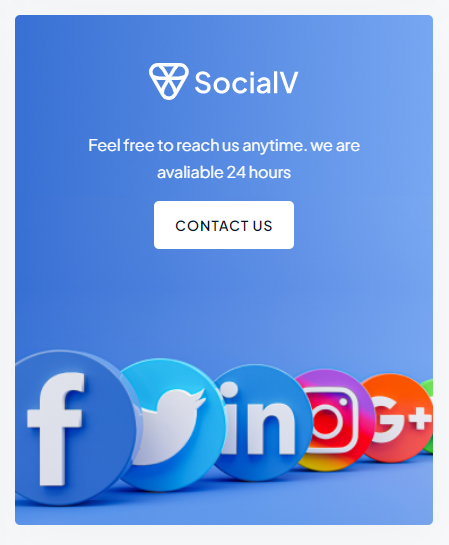 SocialV
Feel free to reach us anytime. we are
avaliable 24 hours
CONTACT US
f
in
G+